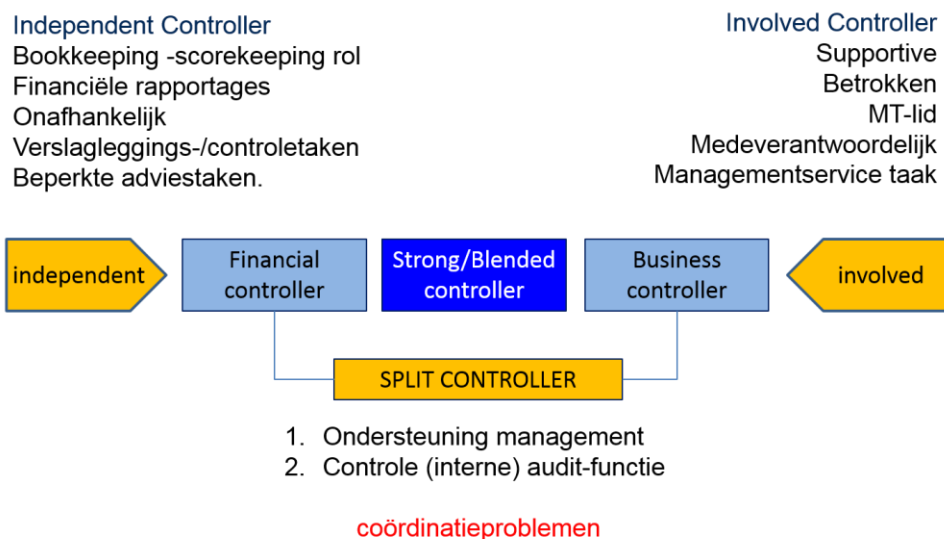 Independent Controller
Bookkeeping -scorekeeping rol
Financiële rapportages
Onafhankelijk
Verslagleggings-/controletaken
Beperkte adviestaken.
Involved Controller
Supportive
Betrokken
MT-lid
Medeverantwoordelijk
Managementservice taak
independent
Financial
controller
Strong/Blended
controller
Business
controller
involved
SPLIT CONTROLLER
1. Ondersteuning management
2. Controle (interne) audit-functie
coördinatieproblemen